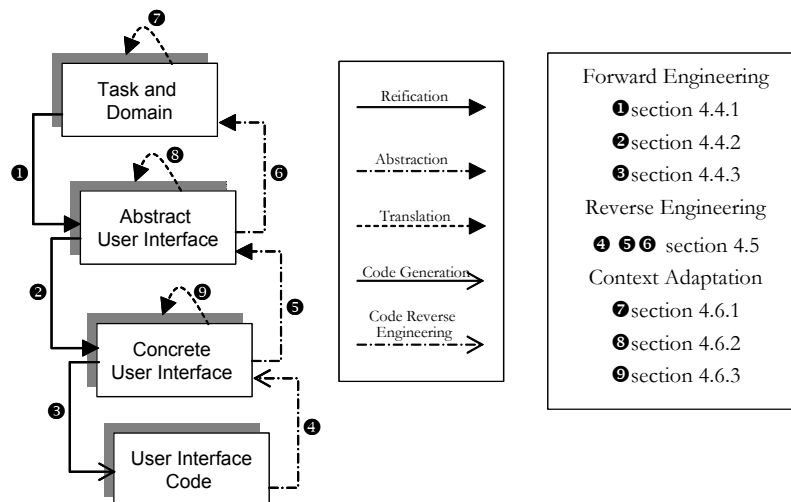 ❼
Task and
Domain
❶
❽
❻
Abstract
User Interface
❷
❾
❺
Concrete
User Interface
❸
❹
User Interface
Code
Reification
Abstraction
Translation
Code Generation
Code Reverse
Engineering
Forward Engineering
❶section 4.4.1
❷section 4.4.2
❸section 4.4.3
Reverse Engineering
❹ ❺❻ section 4.5
Context Adaptation
❼section 4.6.1
❽section 4.6.2
❾section 4.6.3